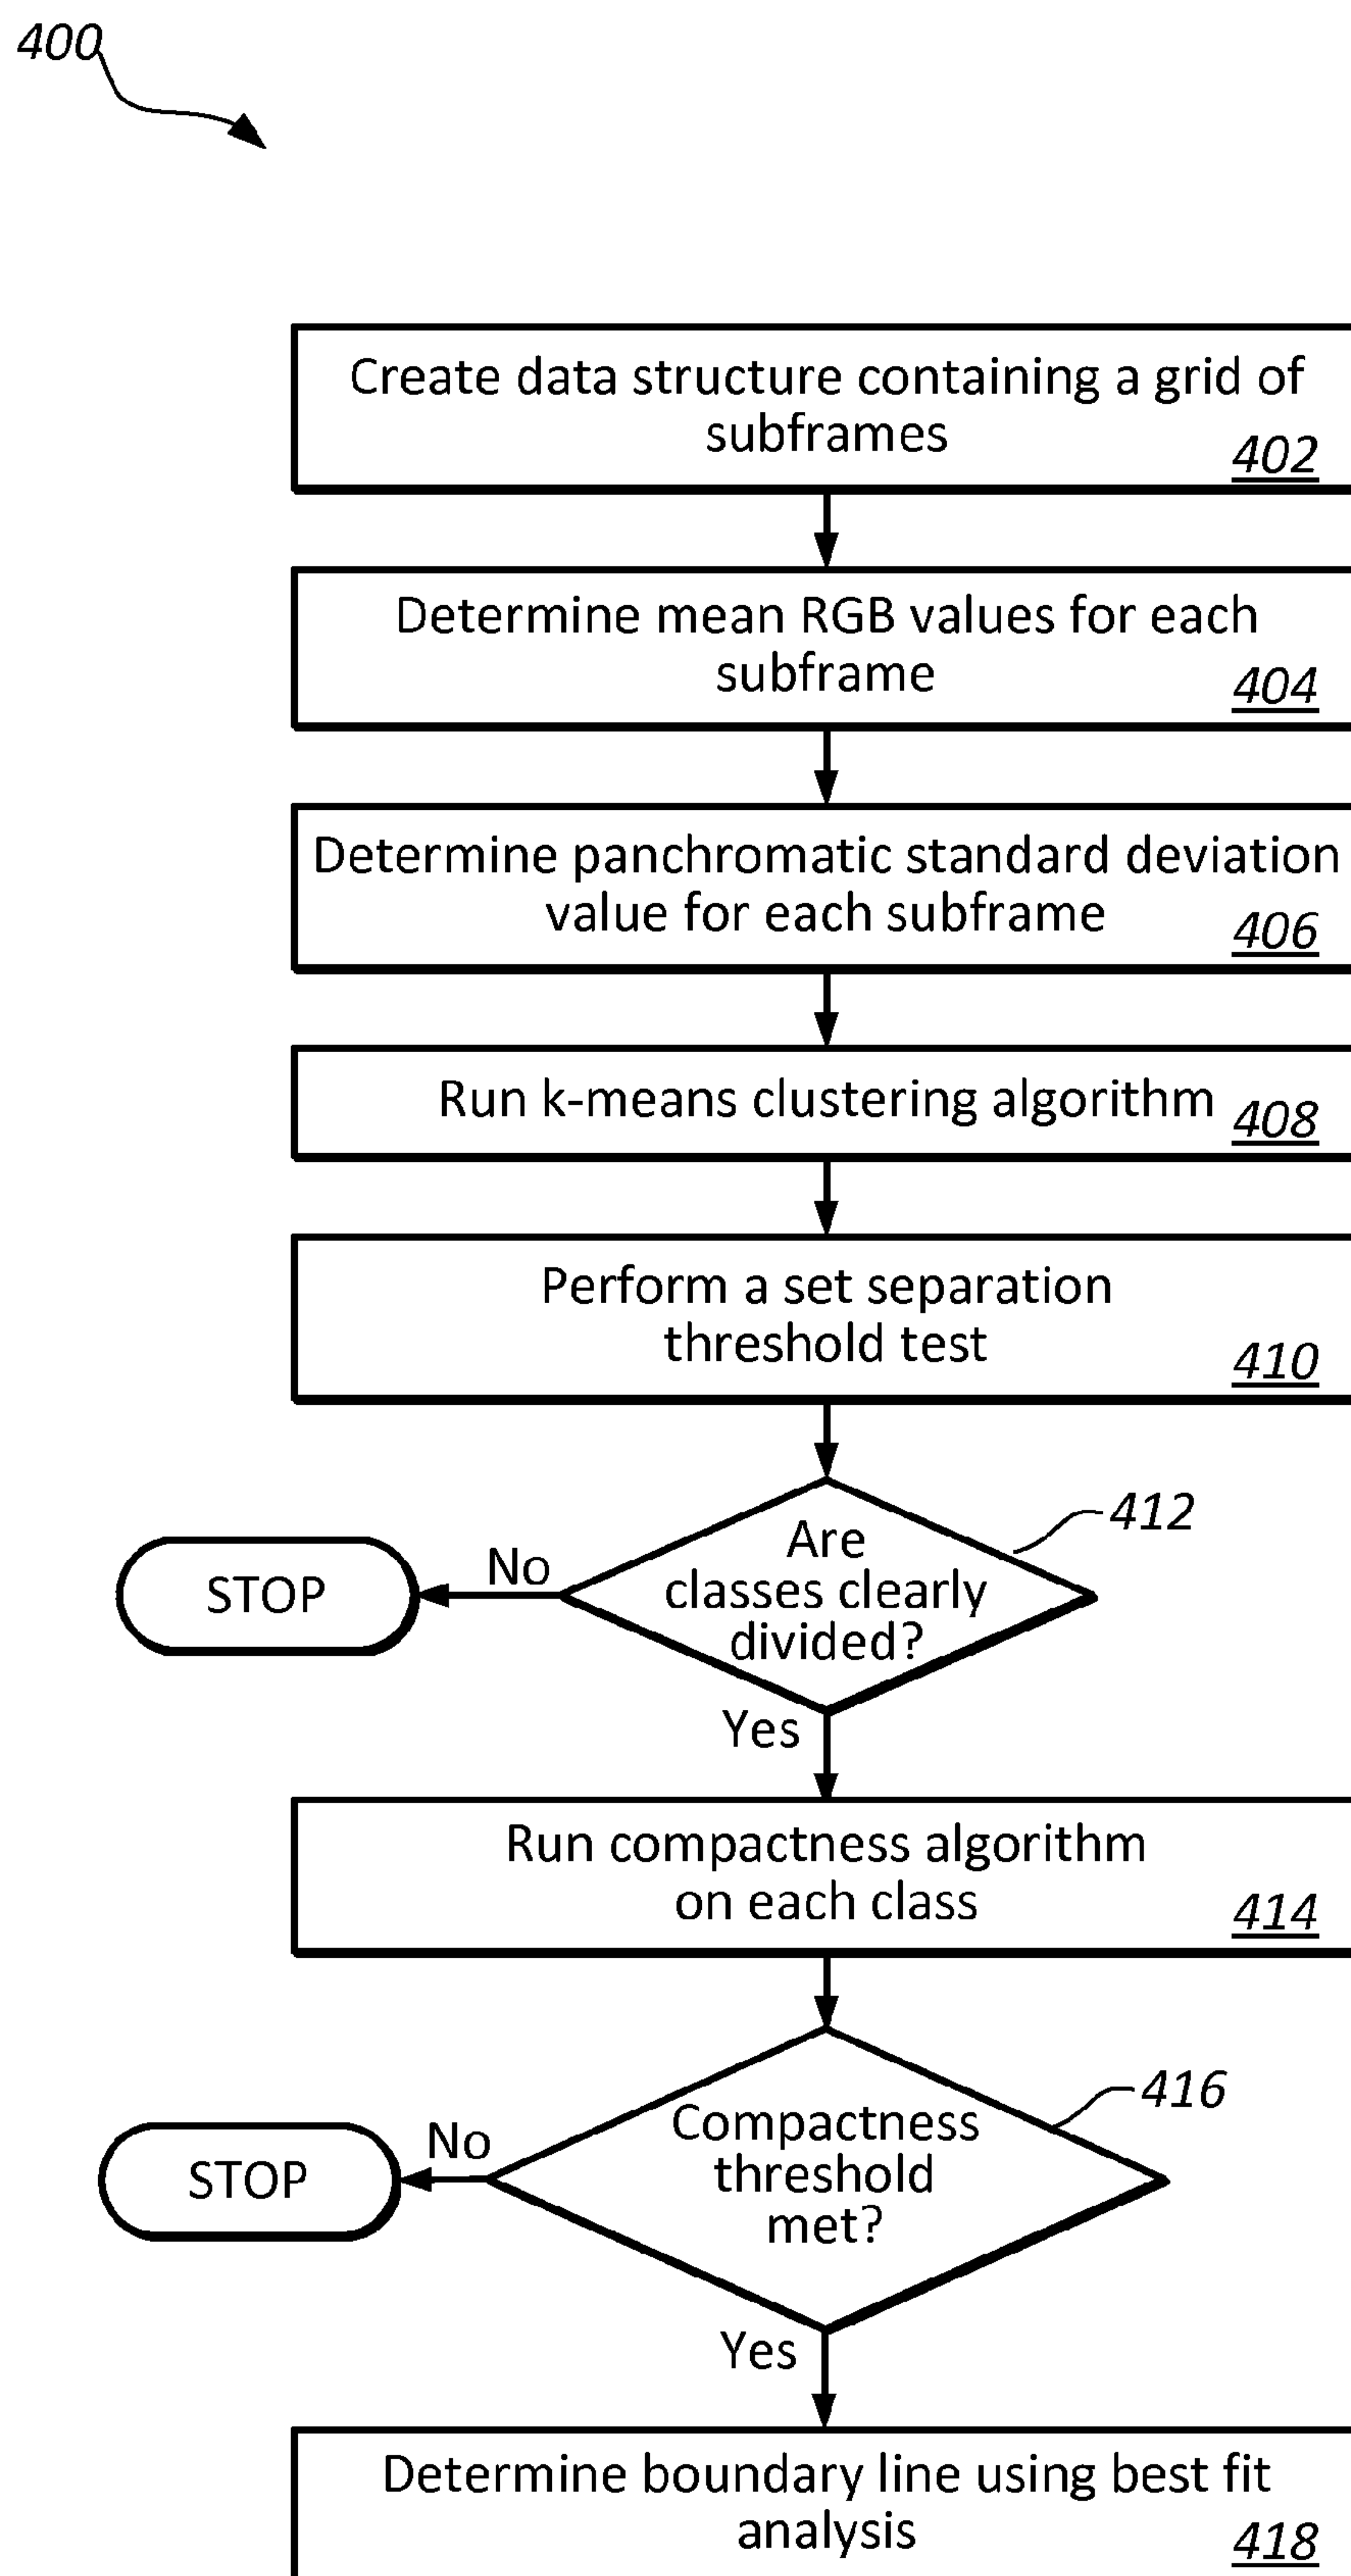 400
Create data structure containing a grid of
subframes
402
Determine mean RGB values for each
subframe
404
Determine panchromatic standard deviation
value for each subframe
406
Run k-means clustering algorithm
408
Perform a set separation
threshold test
410
412
Are
classes clearly
divided?
No
STOP
Yes
Run compactness algorithm
on each class
414
416
Compactness
threshold
met?
No
STOP
Yes
Determine boundary line using best fit
analysis
418